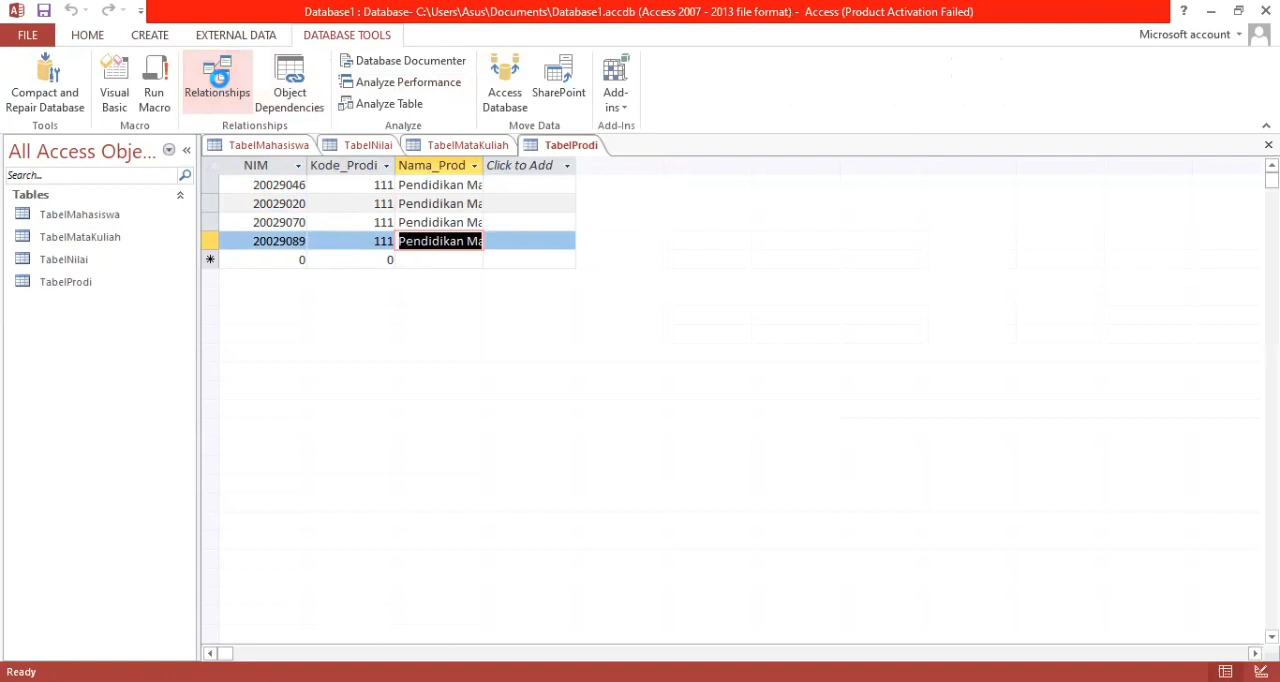 Database1 : Database- C:\Users\Asus\Documents\Database1.accdb (Access 2007 - 2013 file format) - Access (Product Activation Failed)
FILE HOME CREATE EXTERNAL DATA DATABASE TOOLS Microsoft account
Compact and Repair Database
Visual Basic
Run Macro
Relationships
Object Dependencies
Database Documenter
Analyze Performance
Analyze Table
Access Database
SharePoint
Add-ins
Tools Macro Relationships Analyze Move Data Add-Ins
All Access Obje...
Search...
Tables
TabelMahasiswa
TabelMataKuliah
TabelNilai
TabelProdi
TabelMahasiswa TabelNilai TabelMataKuliah TabelProdi
NIM Kode_Prodi Nama_Prod Click to Add
20029046 111 Pendidikan Ma
20029020 111 Pendidikan Ma
20029070 111 Pendidikan Ma
20029089 111 Pendidikan Ma
* 0 0
Ready